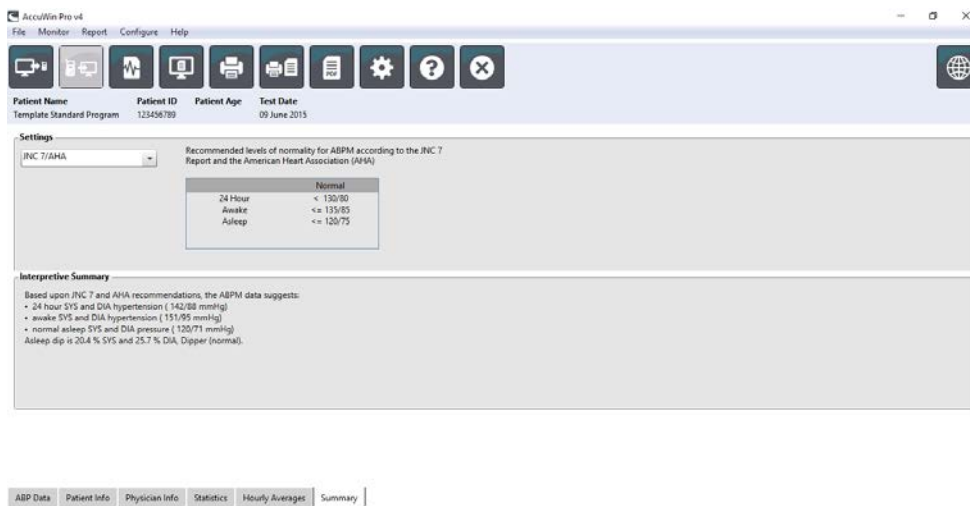 AccuWin Pro v4
File Monitor Report Configure Help
PDF
Patient Name Patient ID Patient Age Test Date
Template Standard Program 123456789 09 June 2015
Settings
JNC 7/AHA
Recommended levels of normality for ABPM according to the JNC 7
Report and the American Heart Association (AHA)
Normal
24 Hour < 130/80
Awake <= 135/85
Asleep <= 120/75
Interpretive Summary
Based upon JNC 7 and AHA recommendations, the ABPM data suggests:
• 24 hour SYS and DIA hypertension ( 142/88 mmHg)
• awake SYS and DIA hypertension ( 151/95 mmHg)
• normal asleep SYS and DIA pressure ( 120/71 mmHg)
Asleep dip is 20.4 % SYS and 25.7 % DIA, Dipper (normal).
ABP Data Patient Info Physician Info Statistics Hourly Averages Summary